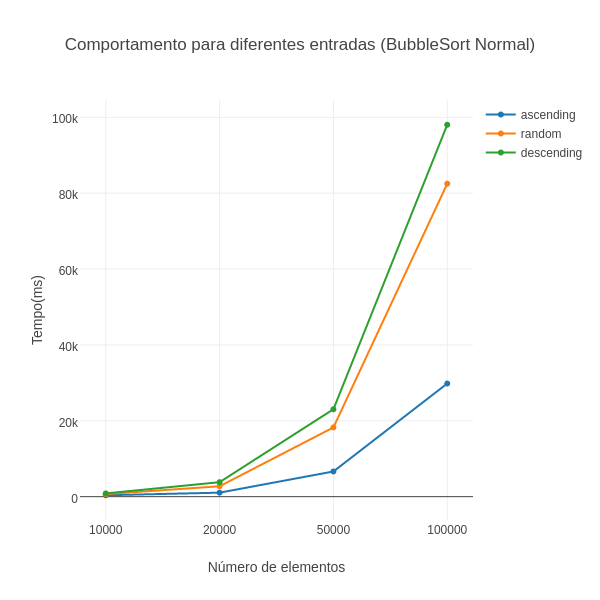 Comportamento para diferentes entradas (BubbleSort Normal)
ascending
random
descending
100k
80k
60k
40k
20k
0
Tempo(ms)
10000
20000
50000
100000
Número de elementos